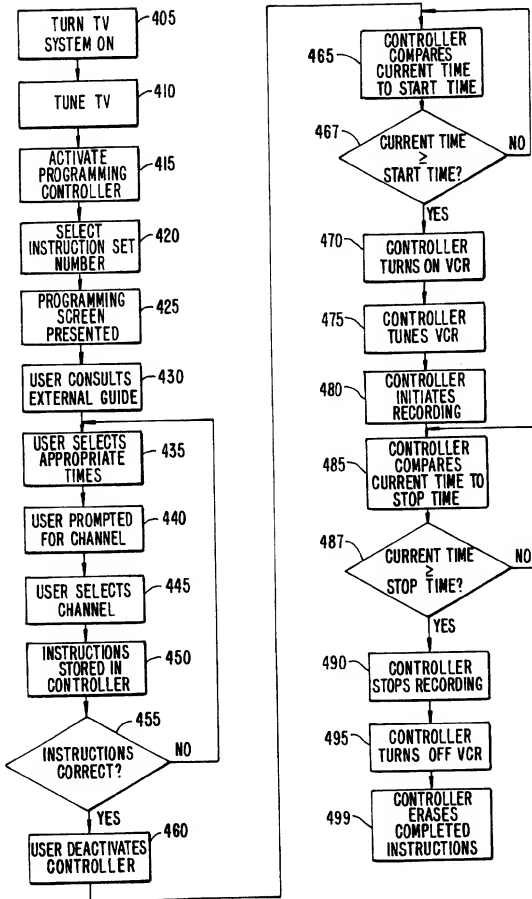 TURN TV
SYSTEM ON
405
TUNE TV
410
ACTIVATE
PROGRAMMING
CONTROLLER
415
SELECT
INSTRUCTION SET
NUMBER
420
PROGRAMMING
SCREEN
PRESENTED
425
USER CONSULTS
EXTERNAL GUIDE
430
USER SELECTS
APPROPRIATE
TIMES
435
USER PROMPTED
FOR CHANNEL
440
USER SELECTS
CHANNEL
445
INSTRUCTIONS
STORED IN
CONTROLLER
450
455
INSTRUCTIONS
CORRECT?
NO
YES
460
USER DEACTIVATES
CONTROLLER
465
CONTROLLER
COMPARES
CURRENT TIME
TO START TIME
467
CURRENT TIME
≥
START TIME?
NO
YES
470
CONTROLLER
TURNS ON VCR
475
CONTROLLER
TUNES VCR
480
CONTROLLER
INITIATES
RECORDING
485
CONTROLLER
COMPARES
CURRENT TIME TO
STOP TIME
487
CURRENT TIME
≥
STOP TIME?
NO
YES
490
CONTROLLER
STOPS RECORDING
495
CONTROLLER
TURNS OFF VCR
499
CONTROLLER
ERASES
COMPLETED
INSTRUCTIONS